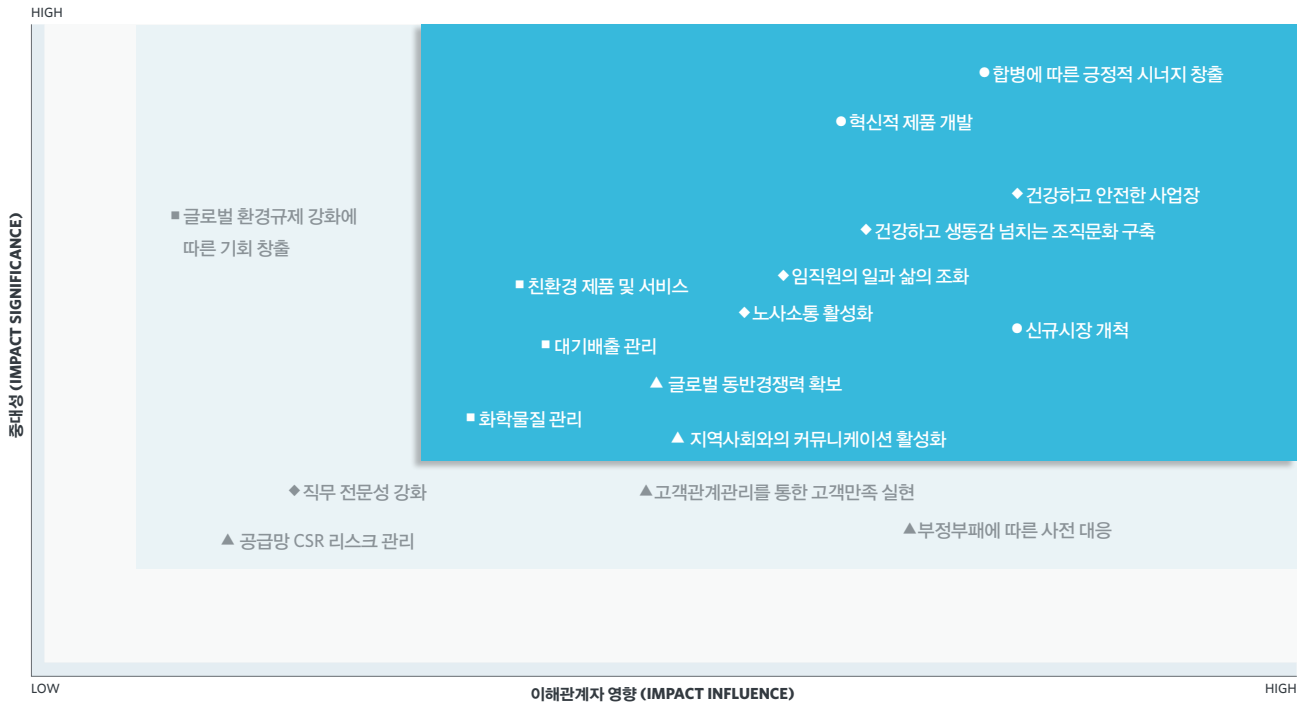 HIGH
● 합병에 따른 긍정적 시너지 창출
● 혁신적 제품 개발
◆ 건강하고 안전한 사업장
■ 글로벌 환경규제 강화에
따른 기회 창출
◆ 건강하고 생동감 넘치는 조직문화 구축
◆ 임직원의 일과 삶의 조화
■ 친환경 제품 및 서비스
◆ 노사소통 활성화
● 신규시장 개척
■ 대기배출 관리
▲ 글로벌 동반경쟁력 확보
■ 화학물질 관리
▲ 지역사회와의 커뮤니케이션 활성화
◆ 직무 전문성 강화
▲고객관계관리를 통한 고객만족 실현
▲부정부패에 따른 사전 대응
▲ 공급망 CSR 리스크 관리
중대성 (IMPACT SIGNIFICANCE)
LOW
이해관계자 영향 (IMPACT INFLUENCE)
HIGH